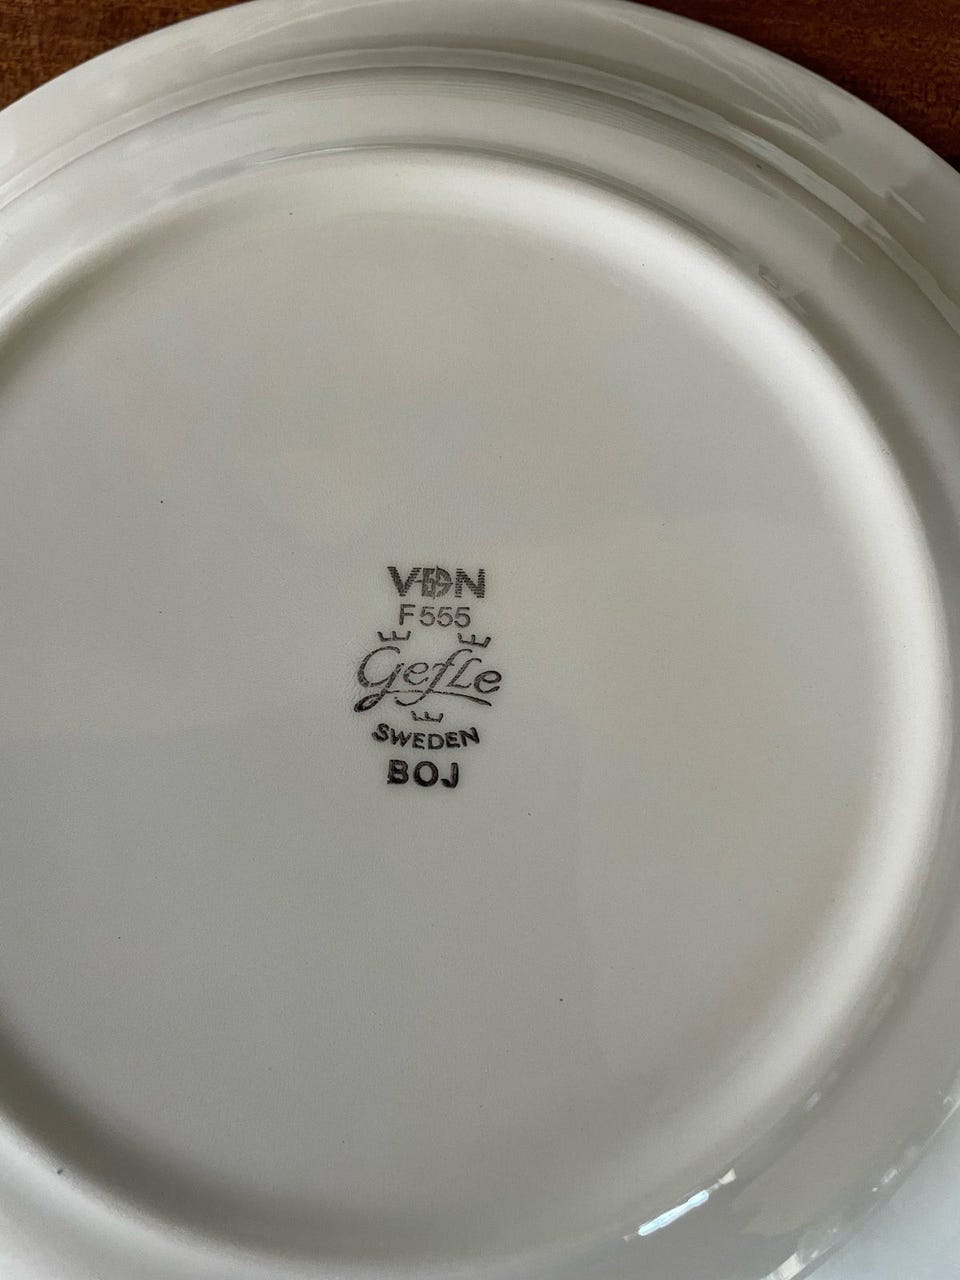 VDN
F555
Gefle
SWEDEN
BOJ